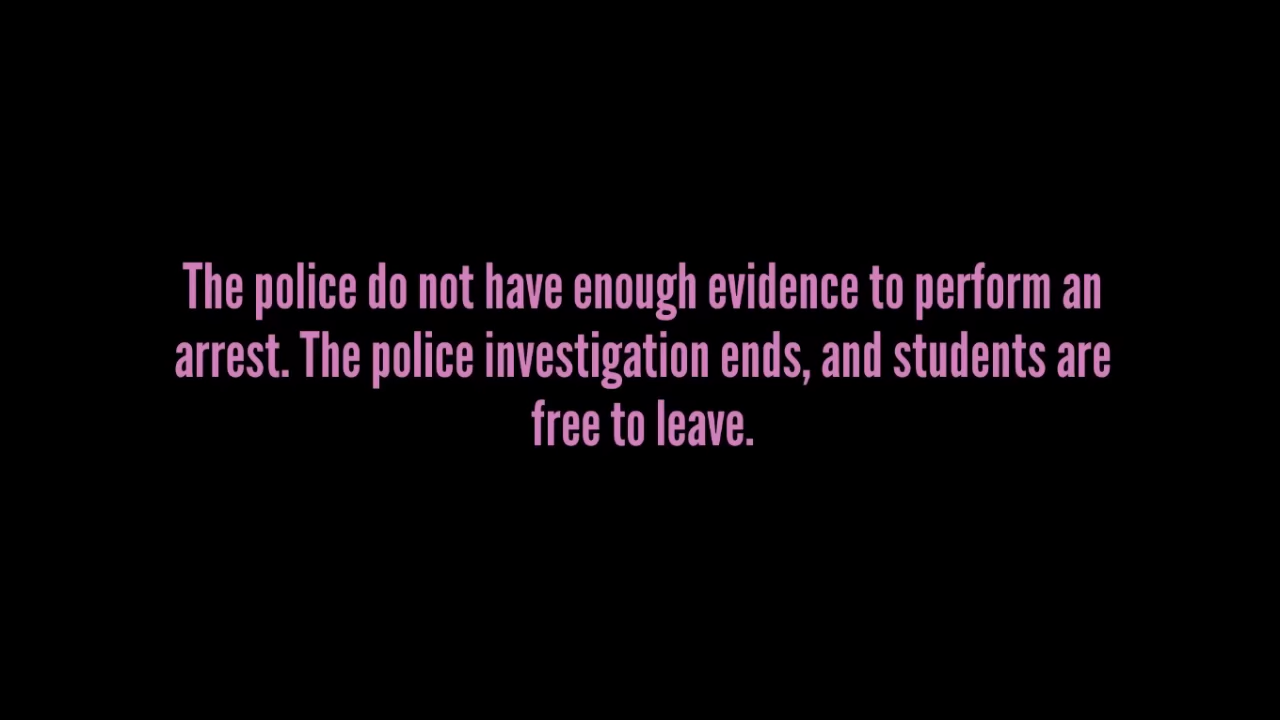 The police do not have enough evidence to perform an
arrest. The police investigation ends, and students are
free to leave.